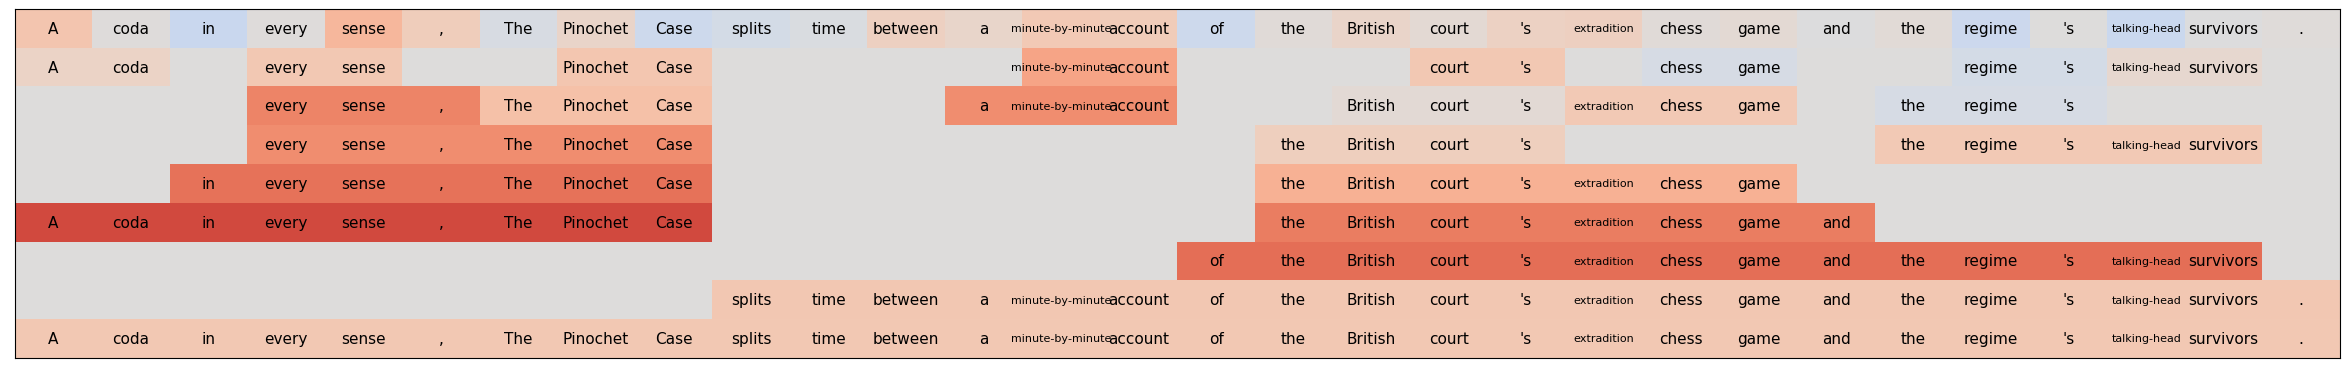 A coda in every sense , The Pinochet Case splits time between a minute-by-minute account of the British court 's extradition chess game and the regime 's talking-head survivors .
A coda every sense Pinochet Case minute-by-minute account court 's chess game regime 's talking-head survivors
every sense , The Pinochet Case a minute-by-minute account British court 's extradition chess game the regime 's
every sense , The Pinochet Case the British court 's the regime 's talking-head survivors
in every sense , The Pinochet Case the British court 's extradition chess game
A coda in every sense , The Pinochet Case the British court 's extradition chess game and
of the British court 's extradition chess game and the regime 's talking-head survivors
splits time between a minute-by-minute account of the British court 's extradition chess game and the regime 's talking-head survivors .
A coda in every sense , The Pinochet Case splits time between a minute-by-minute account of the British court 's extradition chess game and the regime 's talking-head survivors .